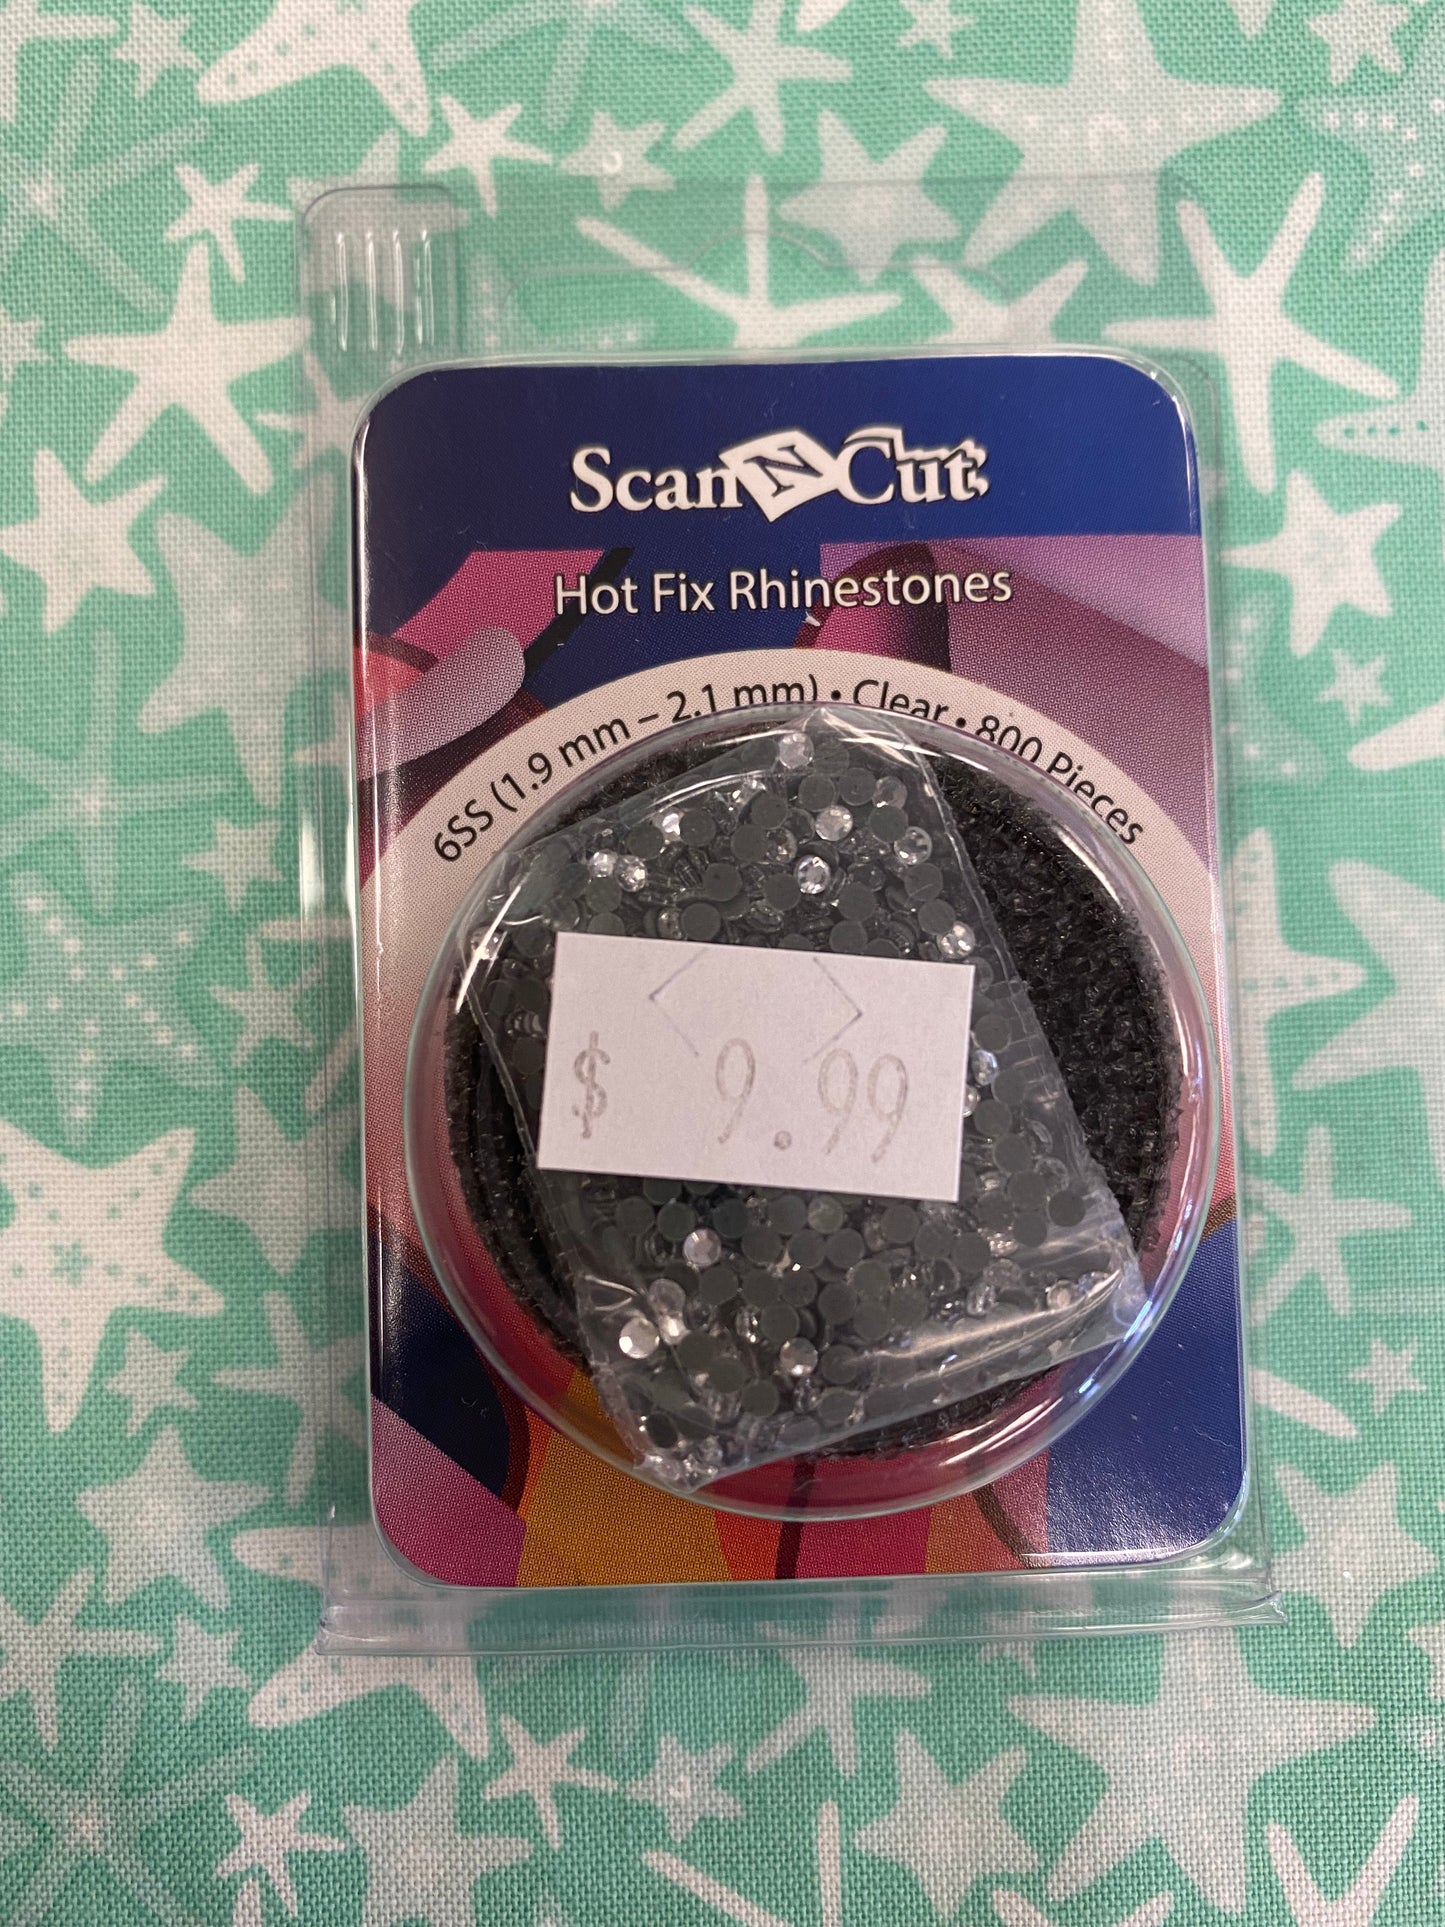 ScanNCut
Hot Fix Rhinestones
6SS (1.9 mm – 2.1 mm) • Clear • 800 Pieces
$ 9.99